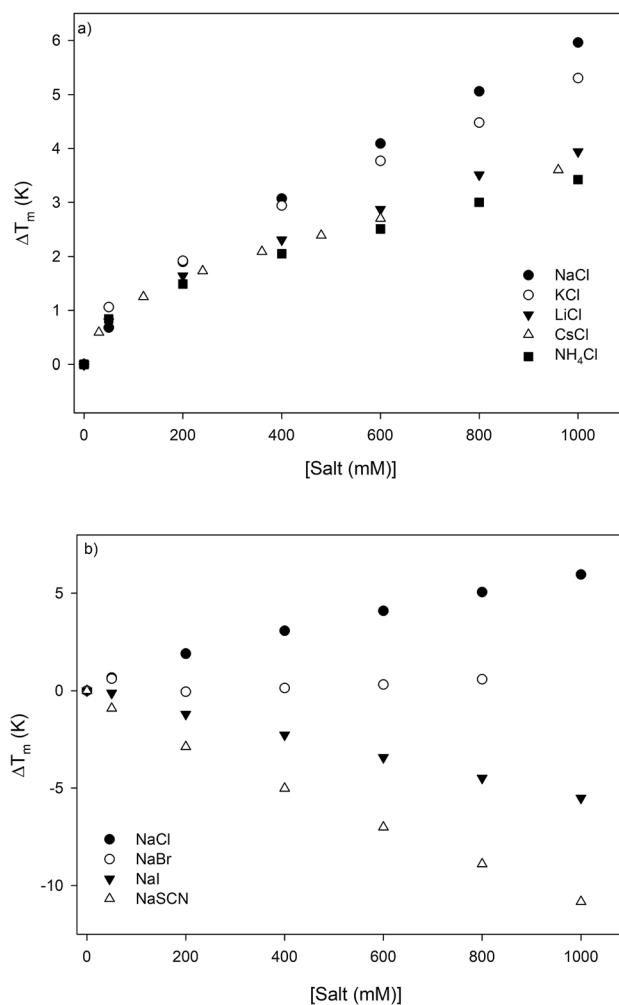 a)
6
5
4
3
2
1
0
ΔTm (K)
NaCl
KCl
LiCl
CsCl
NH4Cl
0 200 400 600 800 1000
[Salt (mM)]
b)
5
0
-5
-10
ΔTm (K)
NaCl
NaBr
NaI
NaSCN
0 200 400 600 800 1000
[Salt (mM)]